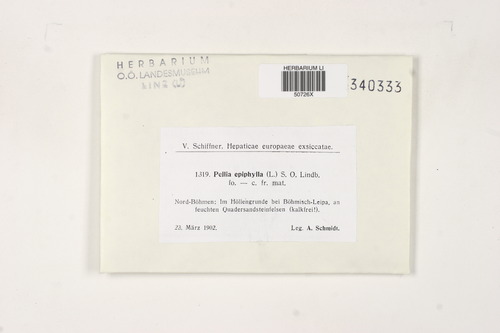 HERBARIUM
O.Ö. LANDESMUSEUM
LINZ (LI)
HERBARIUM LI
50726X
340333
V. Schiffner. Hepaticae europaeae exsiccatae.
1319. Pellia epiphylla (L.) S. O. Lindb.
fo. — c. fr. mat.
Nord-Böhmen: Im Höllengrunde bei Böhmisch-Leipa, an
feuchten Quadersandsteinfelsen (kalkfrei!).
23. März 1902.
Leg. A. Schmidt.